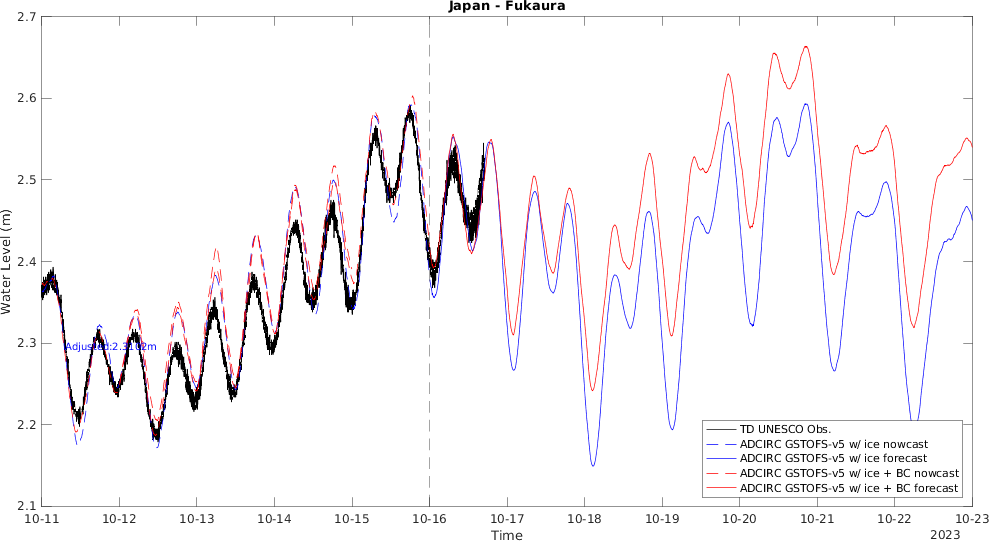 Japan - Fukaura
Water Level (m)
2.7
2.6
2.5
2.4
2.3
2.2
2.1
Adjusted:2.3102m
TD UNESCO Obs.
ADCIRC GSTOFS-v5 w/ ice nowcast
ADCIRC GSTOFS-v5 w/ ice forecast
ADCIRC GSTOFS-v5 w/ ice + BC nowcast
ADCIRC GSTOFS-v5 w/ ice + BC forecast
10-11 10-12 10-13 10-14 10-15 10-16 10-17 10-18 10-19 10-20 10-21 10-22 10-23
Time
2023